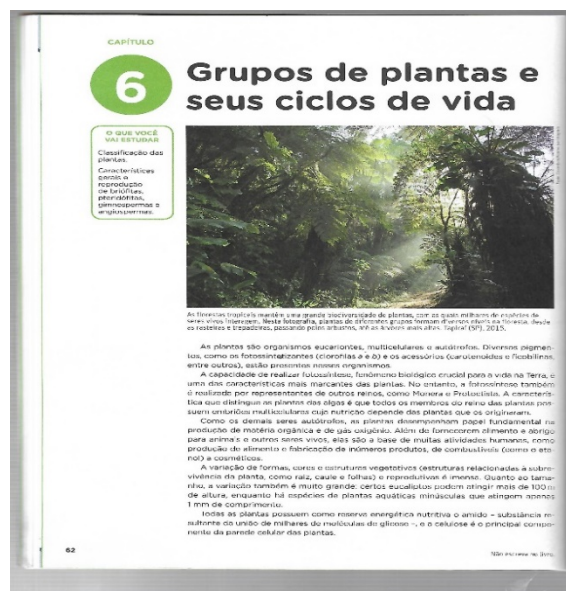 CAPÍTULO
6
Grupos de plantas e
seus ciclos de vida
O QUE VOCÊ
VAI ESTUDAR
Classificação das
plantas.
Características
gerais e
reprodução
de briófitas,
pteridófitas,
gimnospermas e
angiospermas.
As florestas tropicais mantêm uma grande biodiversidade de plantas, com as quais milhares de espécies de
seres vivos interagem. Nesta fotografia, plantas de diferentes grupos formam diversos níveis na floresta, desde
as rasteiras e trepadeiras, passando pelos arbustos, até as árvores mais altas. Tapiraí (SP), 2015.
As plantas são organismos eucariontes, multicelulares e autótrofos. Diversos pigmen-
tos, como os fotossintetizantes (clorofilas a e b) e os acessórios (carotenoides e ficobilinas,
entre outros), estão presentes nesses organismos.
A capacidade de realizar fotossíntese, fenômeno biológico crucial para a vida na Terra, é
uma das características mais marcantes das plantas. No entanto, a fotossíntese também
é realizada por representantes de outros reinos, como Monera e Protoctista. A caracterís-
tica que distingue as plantas das algas é que todos os membros do reino das plantas pos-
suem embriões multicelulares cuja nutrição depende das plantas que os originaram.
Como os demais seres autótrofos, as plantas desempenham papel fundamental na
produção de matéria orgânica e de gás oxigênio. Além de fornecerem alimento e abrigo
para animais e outros seres vivos, elas são a base de muitas atividades humanas, como
produção de alimento e fabricação de inúmeros produtos, de combustíveis (como o eta-
nol) a cosméticos.
A variação de formas, cores e estruturas vegetativas (estruturas relacionadas à sobre-
vivência da planta, como raiz, caule e folhas) e reprodutivas é imensa. Quanto ao tama-
nho, a variação também é muito grande: certos eucaliptos podem atingir mais de 100 m
de altura, enquanto há espécies de plantas aquáticas minúsculas que atingem apenas
1 mm de comprimento.
Todas as plantas possuem como reserva energética nutritiva o amido – substância re-
sultante da união de milhares de moléculas de glicose –, e a celulose é o principal compo-
nente da parede celular das plantas.
62
Não escreva no livro.